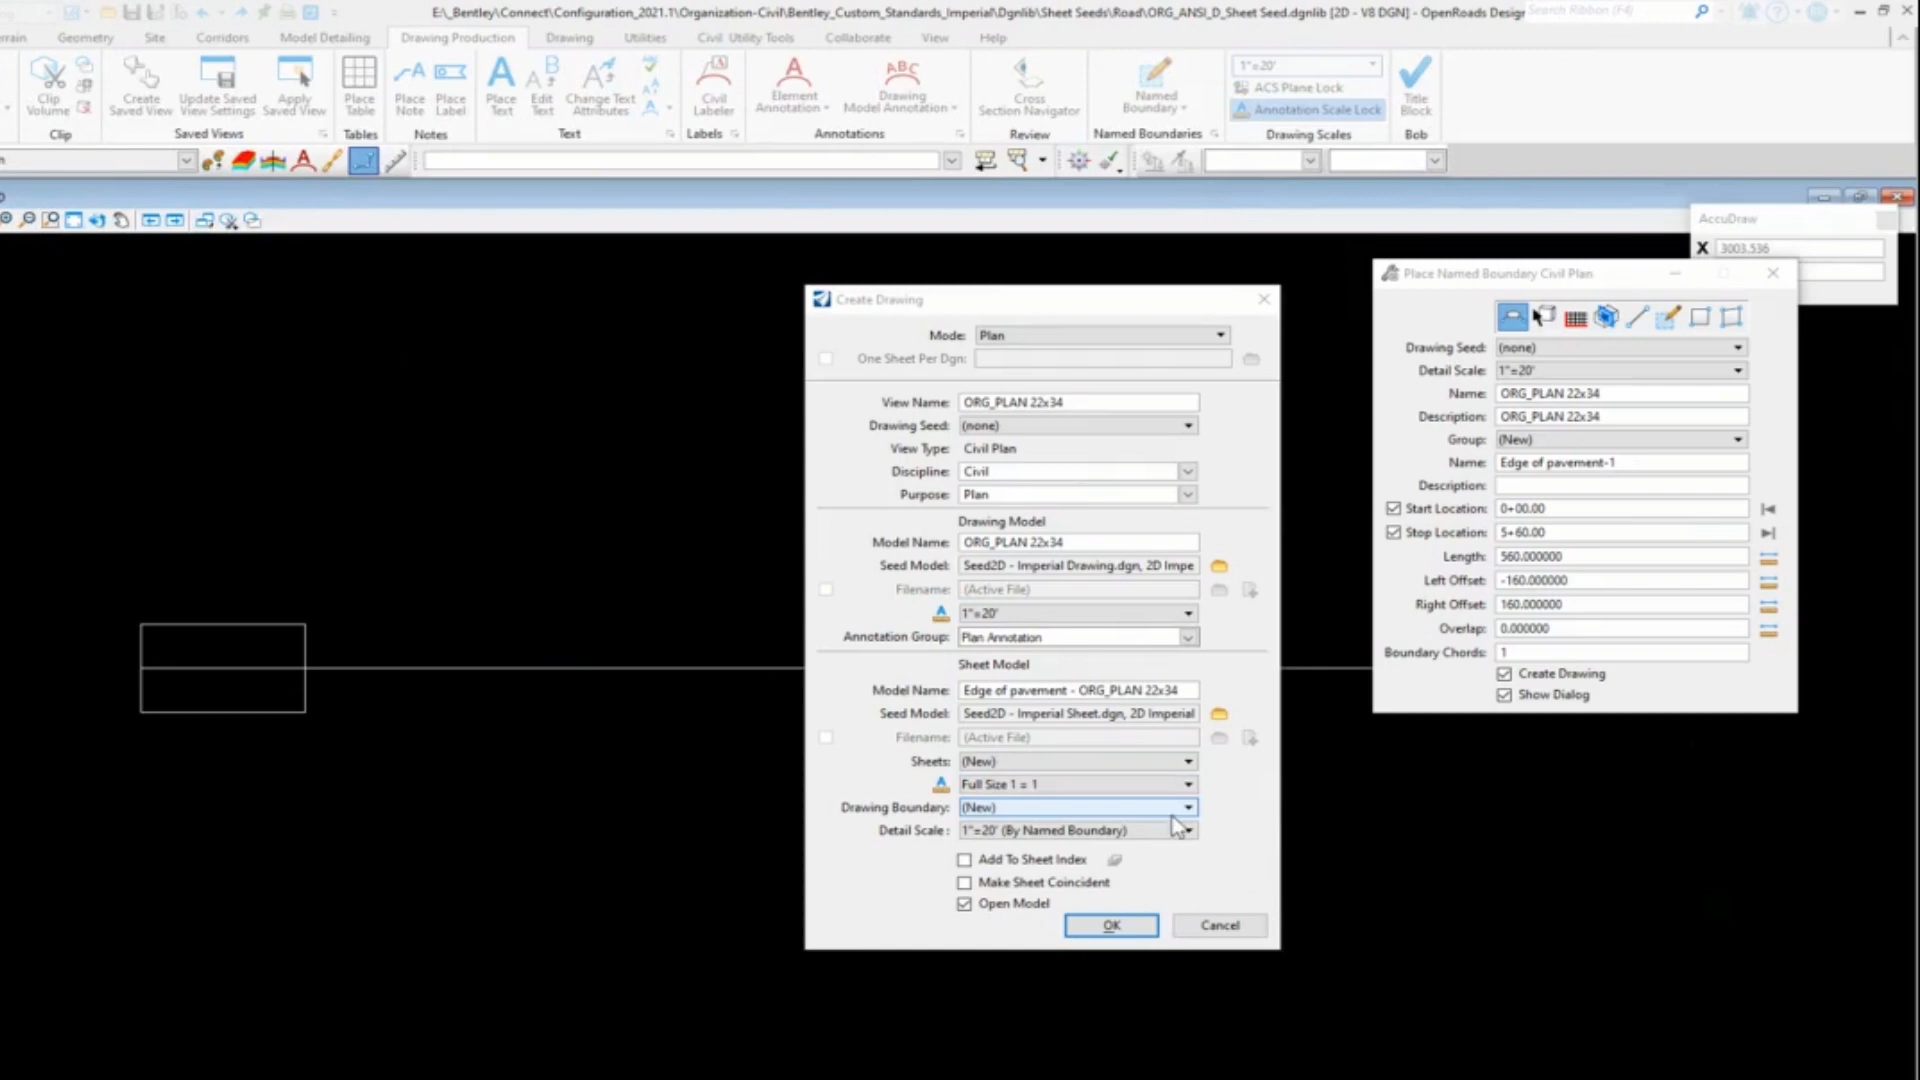 E:\_Bentley\Connect\Configuration_2021.1\Organization-Civil\Bentley_Custom_Standards_Imperial\Dgnlib\Sheet Seeds\Road\ORG_ANSI_D_Sheet Seed.dgnlib [2D - V8 DGN] - OpenRoads Design
Search Ribbon (F4)
Geometry Site Corridors Model Detailing Drawing Production Drawing Utilities Civil Utility Tools Collaborate View Help
Clip Volume
Create Saved View
Update Saved View Settings
Apply Saved View
Place Table
Place Note
Place Label
Place Text
Edit Text
Change Text Attributes
Civil Labeler
Element Annotation
Drawing Model Annotation
Cross Section Navigator
Named Boundary
1"=20'
ACS Plane Lock
Annotation Scale Lock
Title Block
Clip Saved Views Tables Notes Text Labels Annotations Review Named Boundaries Drawing Scales Bob
AccuDraw
X 3003.536
Create Drawing
Mode: Plan
One Sheet Per Dgn:
View Name: ORG_PLAN 22x34
Drawing Seed: (none)
View Type: Civil Plan
Discipline: Civil
Purpose: Plan
Drawing Model
Model Name: ORG_PLAN 22x34
Seed Model: Seed2D - Imperial Drawing.dgn, 2D Impe
Filename: (Active File)
1"=20'
Annotation Group: Plan Annotation
Sheet Model
Model Name: Edge of pavement - ORG_PLAN 22x34
Seed Model: Seed2D - Imperial Sheet.dgn, 2D Imperial
Filename: (Active File)
Sheets: (New)
Full Size 1 = 1
Drawing Boundary: (New)
Detail Scale : 1"=20' (By Named Boundary)
Add To Sheet Index
Make Sheet Coincident
Open Model
OK Cancel
Place Named Boundary Civil Plan
Drawing Seed: (none)
Detail Scale: 1"=20'
Name: ORG_PLAN 22x34
Description: ORG_PLAN 22x34
Group: (New)
Name: Edge of pavement-1
Description:
Start Location: 0+00.00
Stop Location: 5+60.00
Length: 560.000000
Left Offset: -160.000000
Right Offset: 160.000000
Overlap: 0.000000
Boundary Chords: 1
Create Drawing
Show Dialog